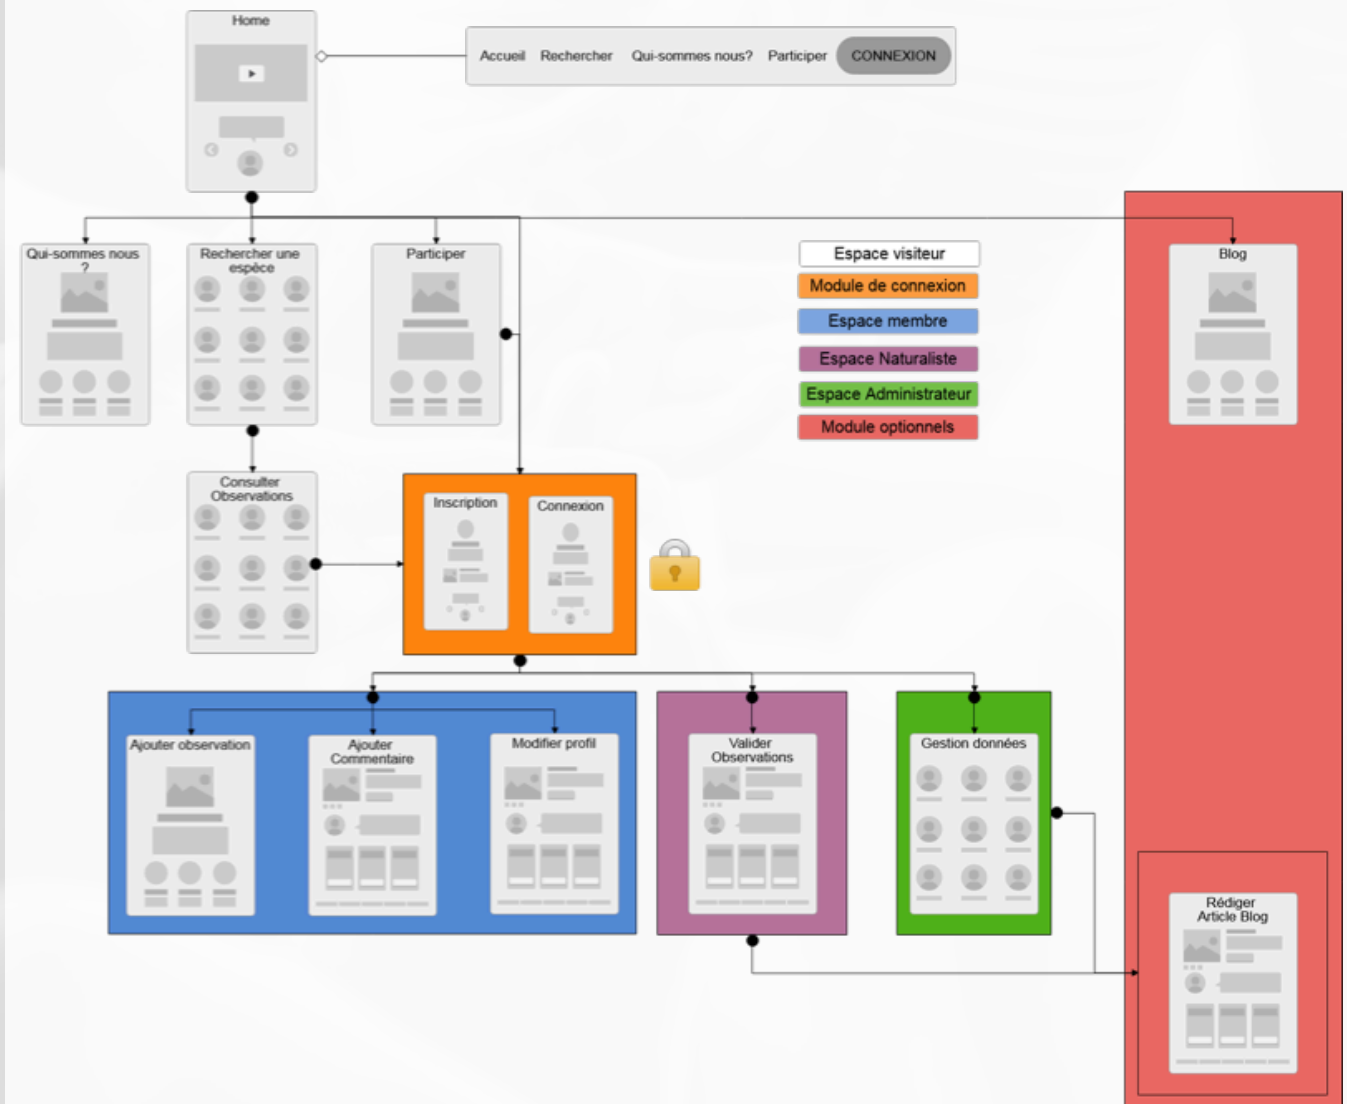 Home
Accueil Rechercher Qui-sommes nous? Participer CONNEXION
Qui-sommes nous
?
Rechercher une
espèce
Participer
Blog
Espace visiteur
Module de connexion
Espace membre
Espace Naturaliste
Espace Administrateur
Module optionnels
Consulter
Observations
Inscription
Connexion
Ajouter observation
Ajouter
Commentaire
Modifier profil
Valider
Observations
Gestion données
Rédiger
Article Blog